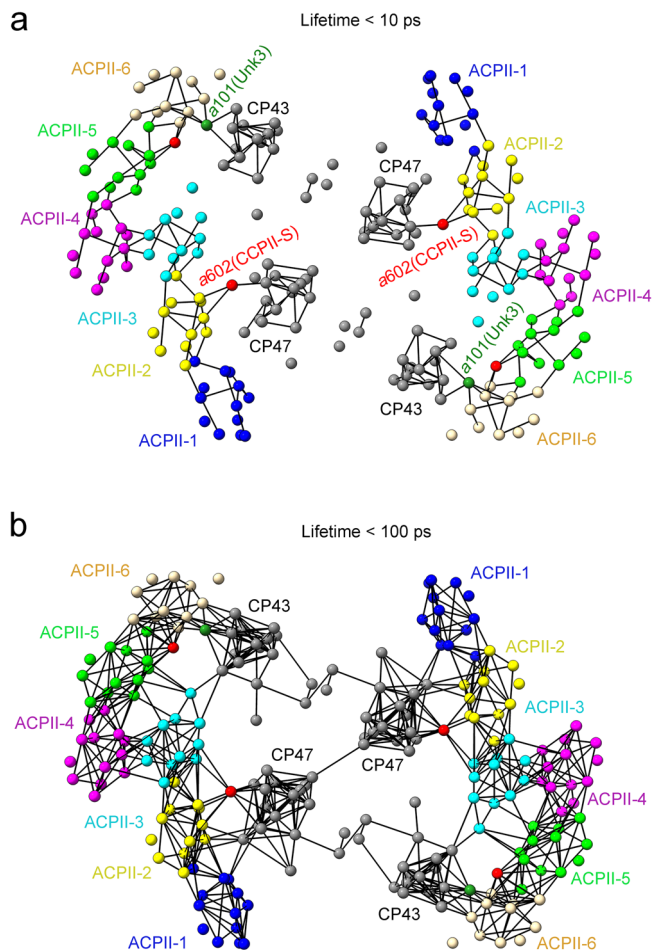 a
Lifetime < 10 ps
ACPII-6
a101(Unk3)
ACPII-1
CP43
ACPII-5
CP47
ACPII-2
ACPII-4
ACPII-3
a602(CCPII-S)
a602(CCPII-S)
ACPII-4
ACPII-3
CP47
a101(Unk3)
ACPII-2
ACPII-5
CP43
ACPII-1
ACPII-6
b
Lifetime < 100 ps
ACPII-6
ACPII-1
CP43
ACPII-5
ACPII-2
ACPII-4
ACPII-3
CP47
CP47
ACPII-3
ACPII-4
ACPII-2
ACPII-5
CP43
ACPII-1
ACPII-6